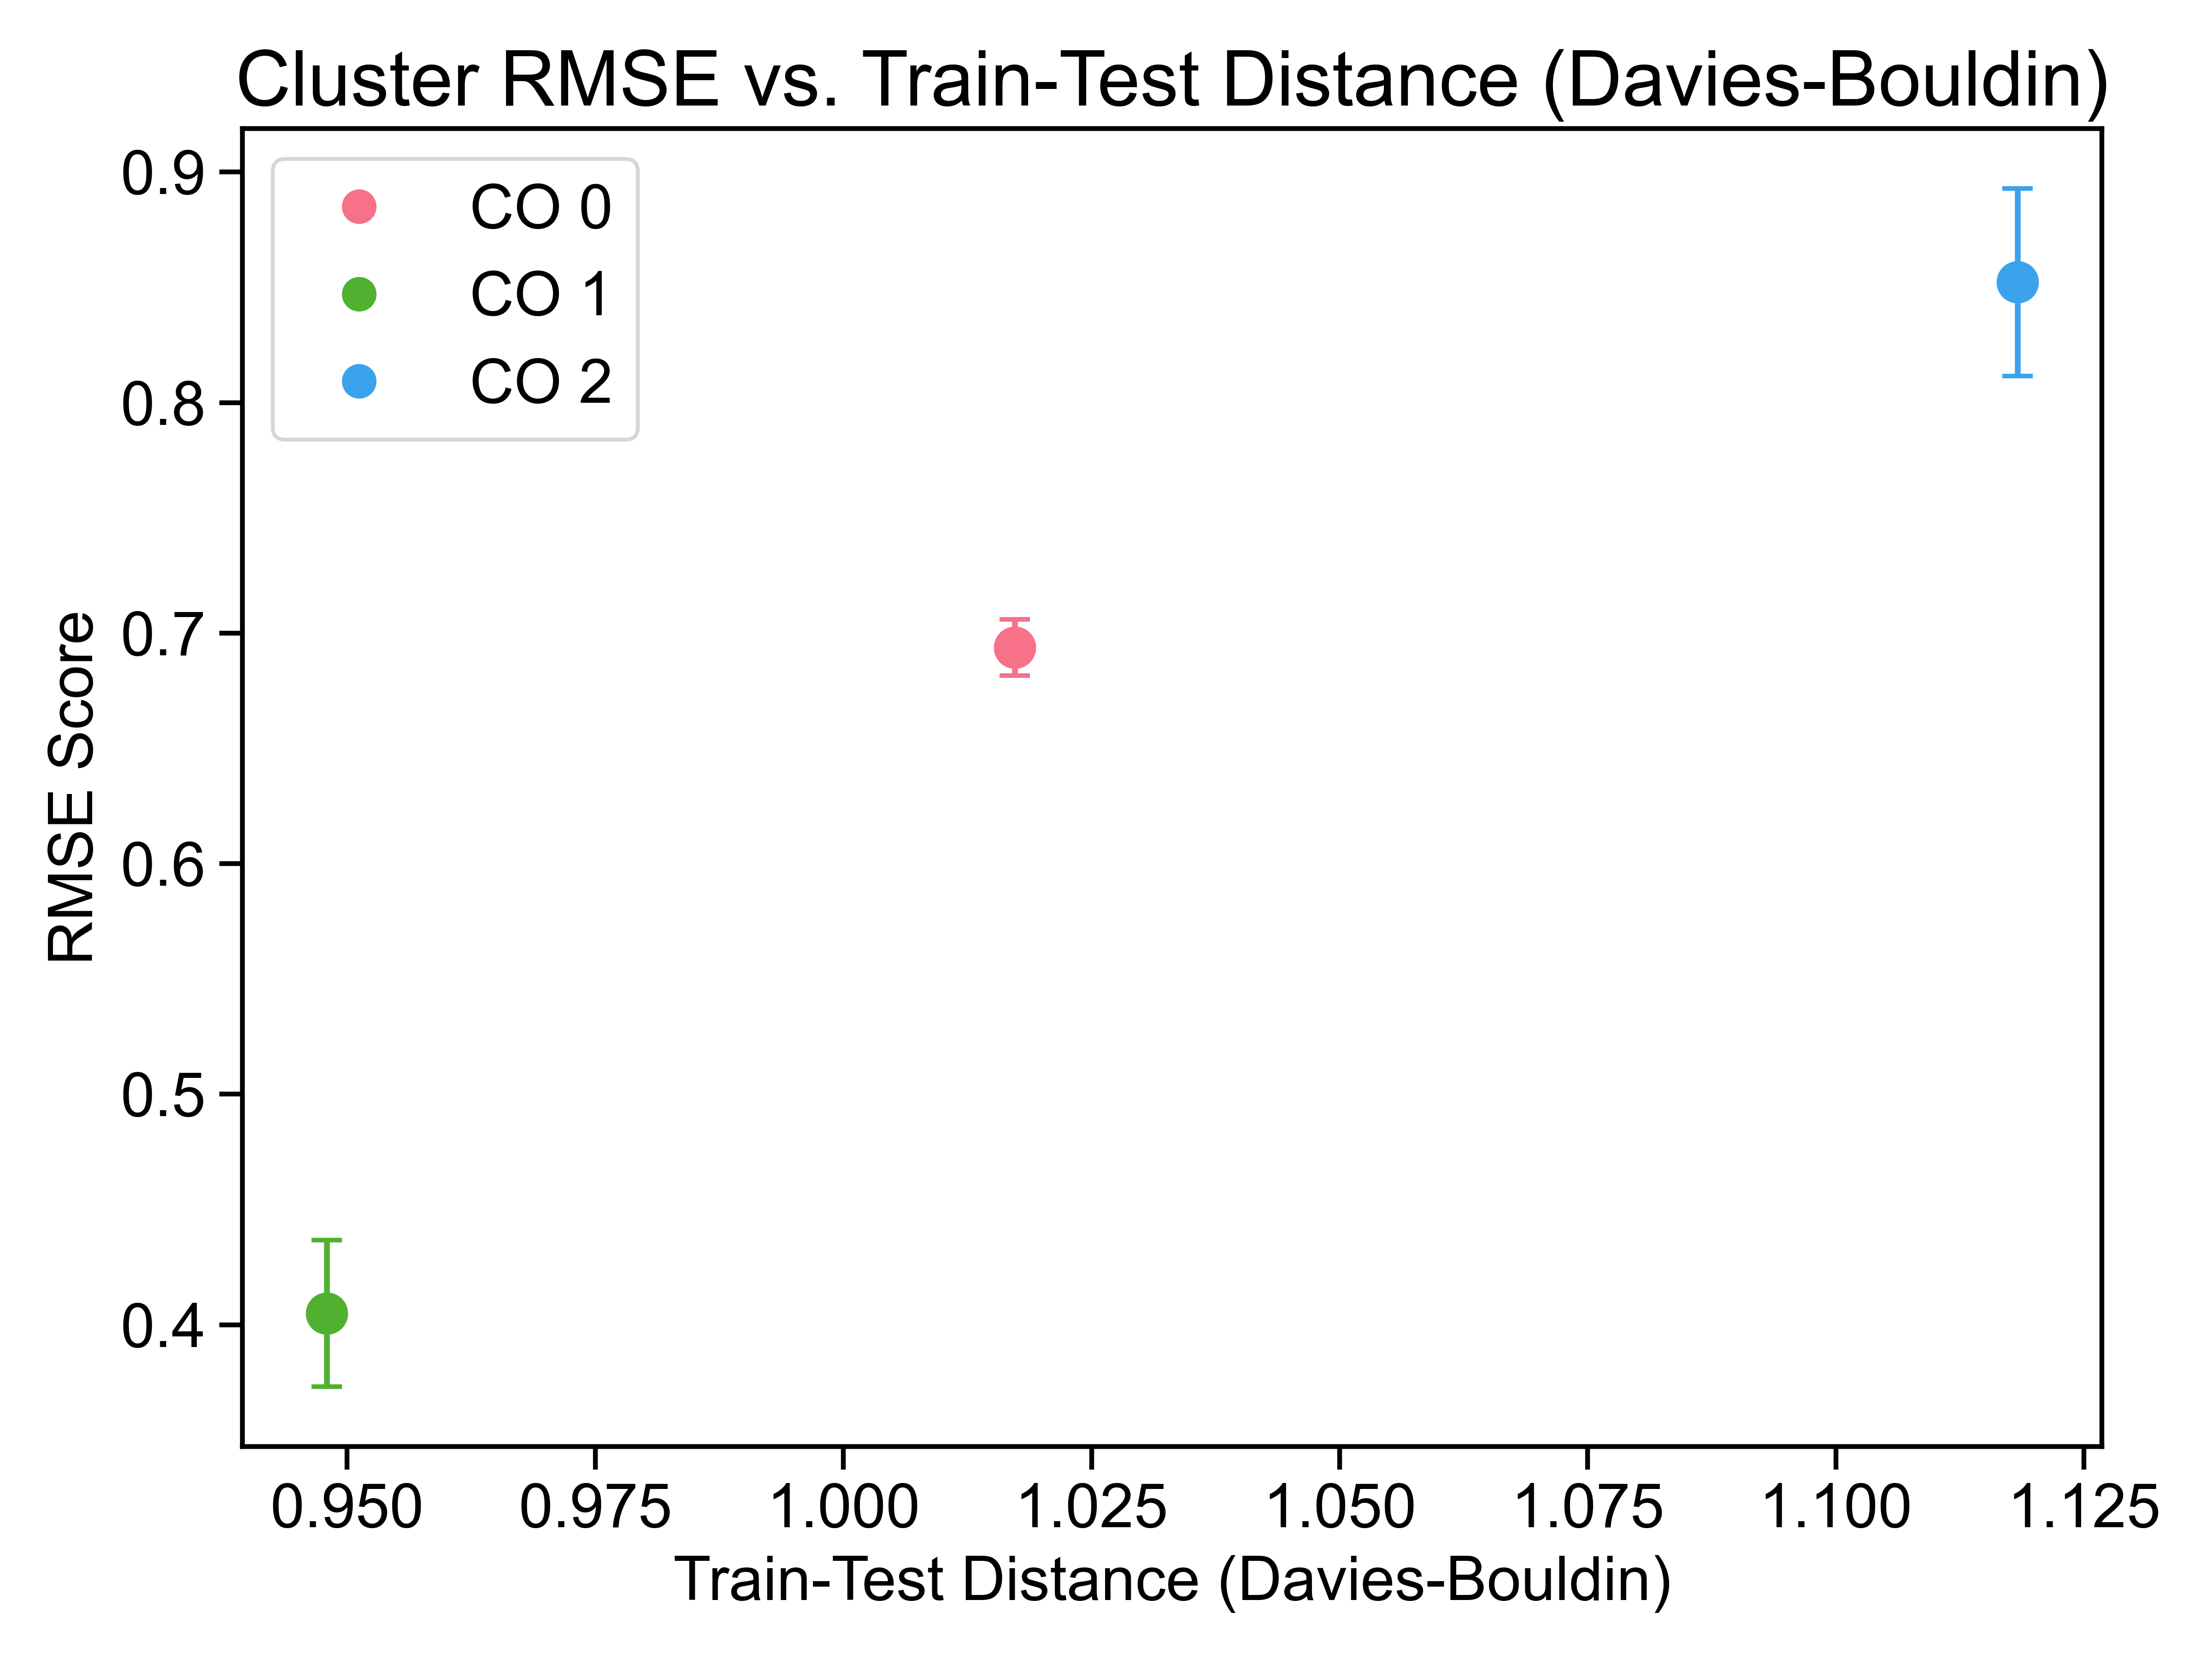 Cluster RMSE vs. Train-Test Distance (Davies-Bouldin)
CO 0
CO 1
CO 2
0.9
0.8
0.7
0.6
0.5
0.4
RMSE Score
0.950 0.975 1.000 1.025 1.050 1.075 1.100 1.125
Train-Test Distance (Davies-Bouldin)